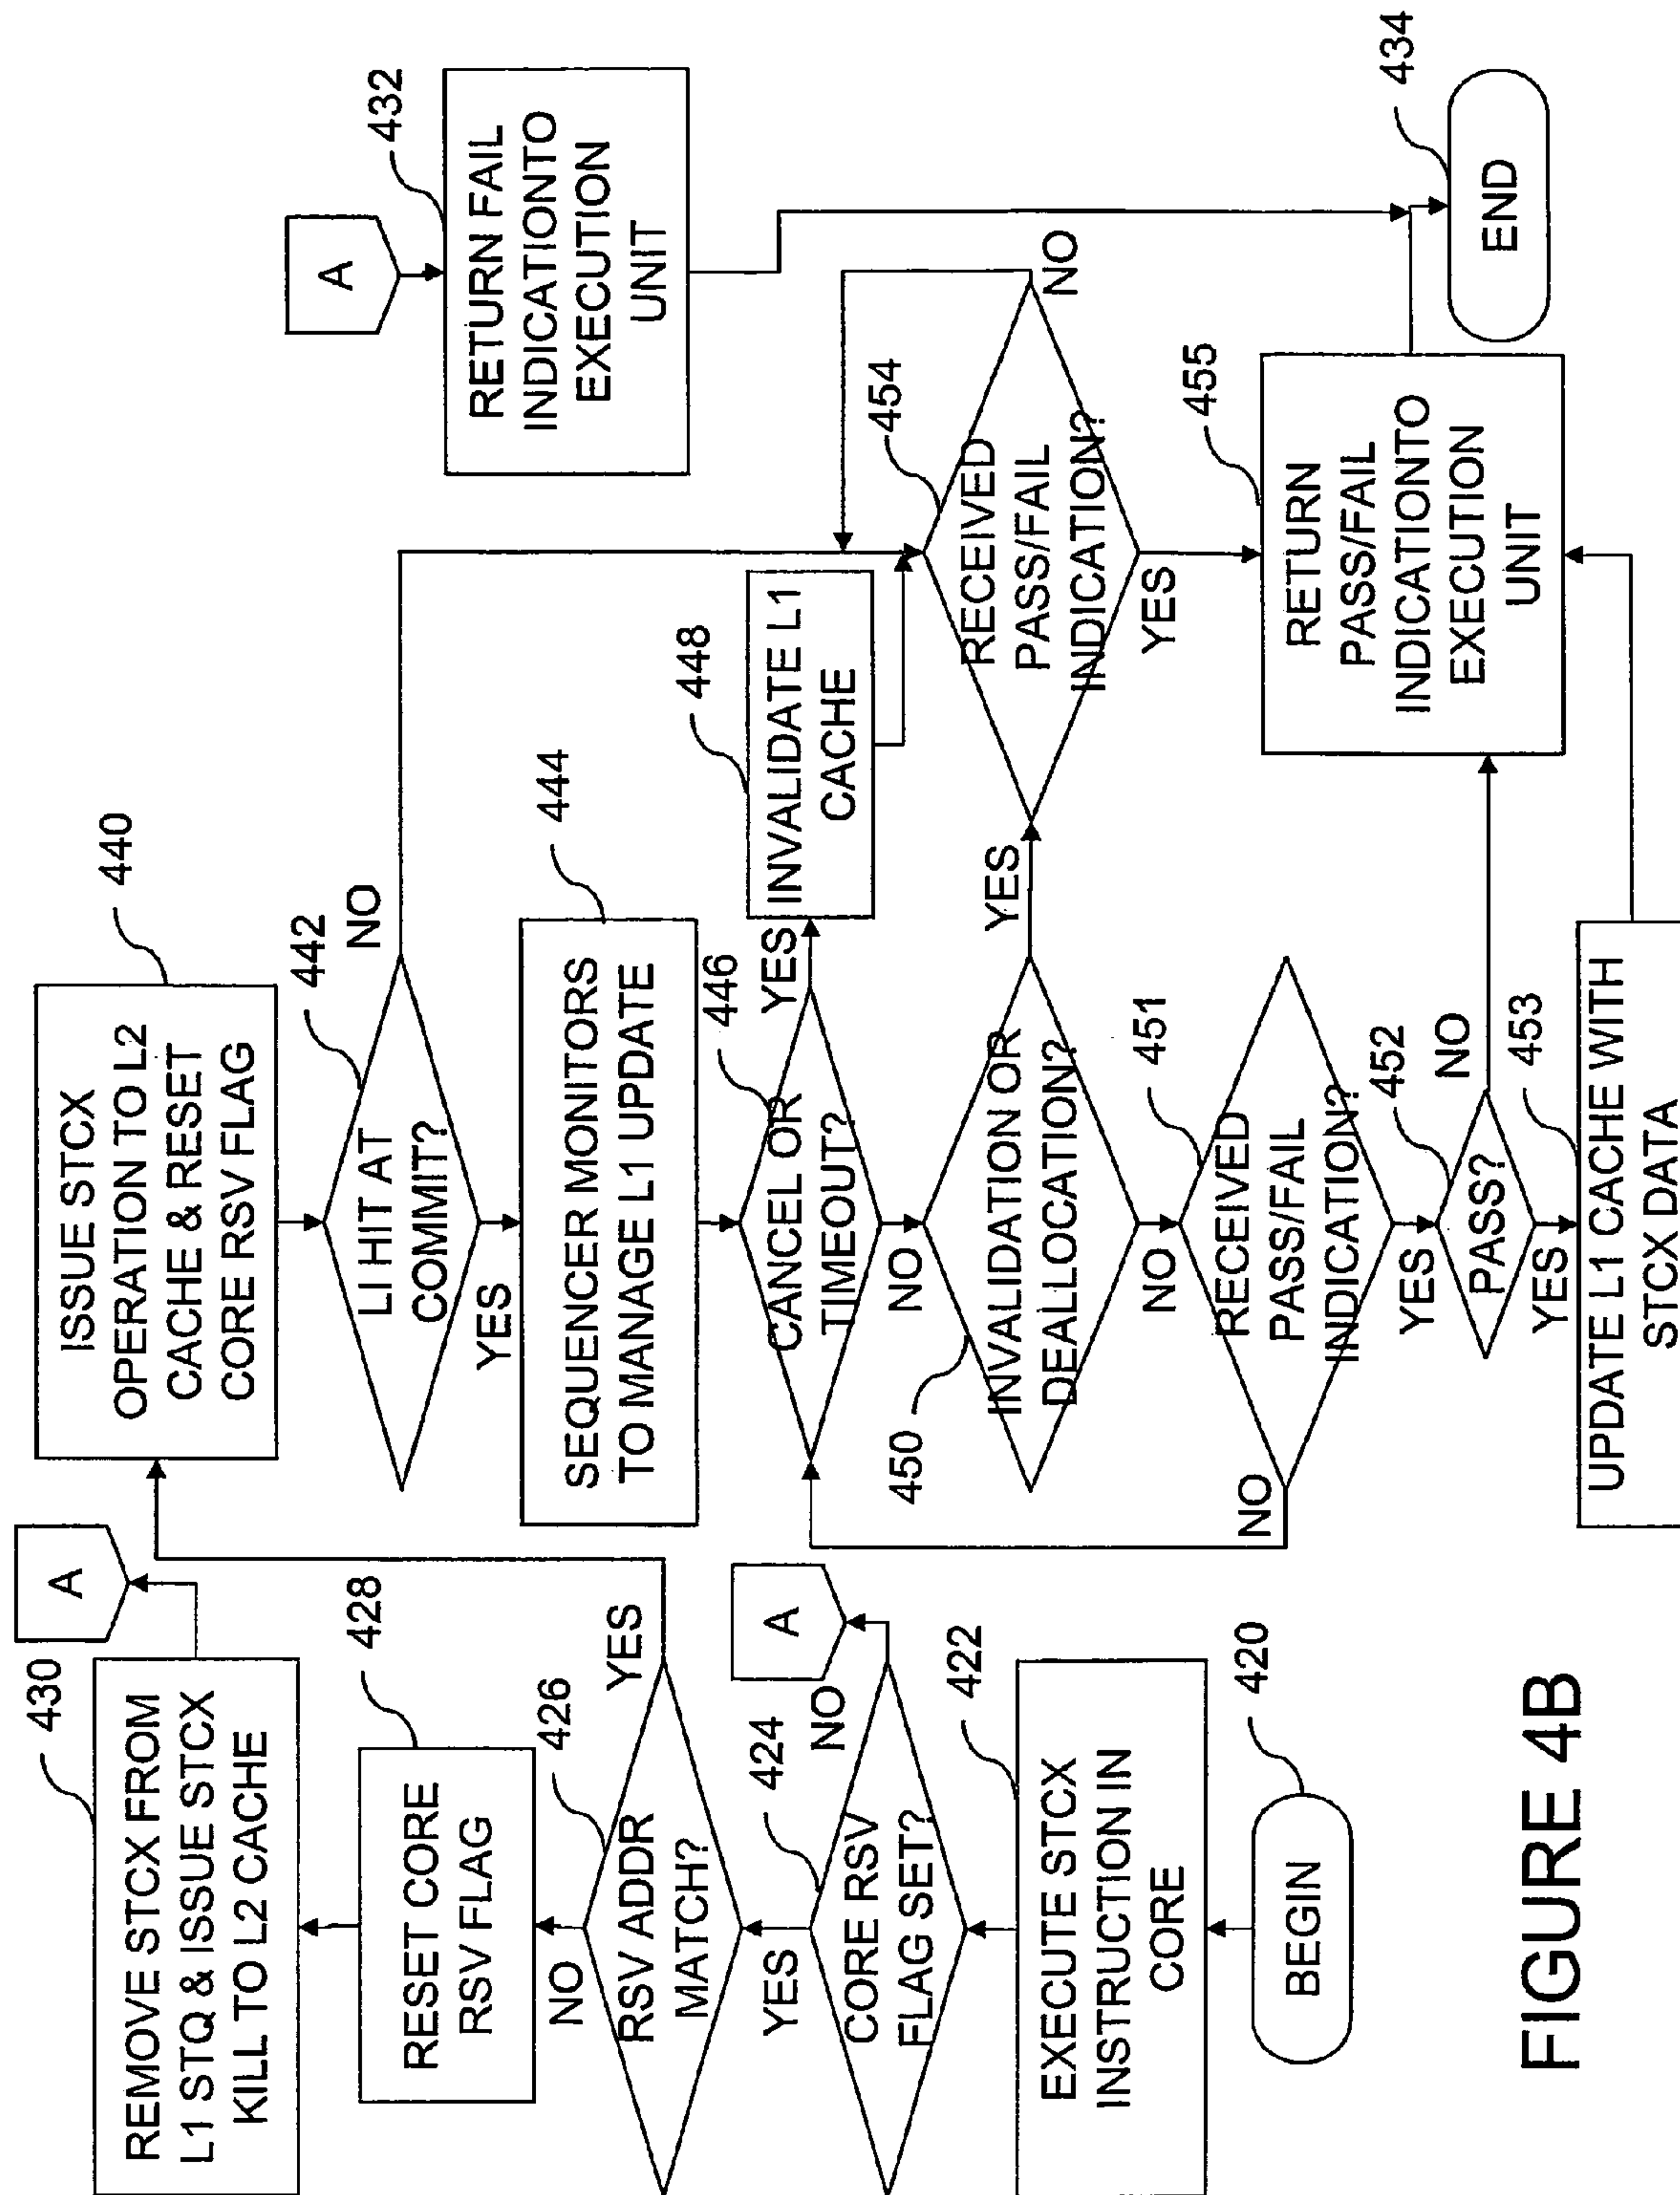 430
REMOVE STCX FROM
L1 STQ & ISSUE STCX
KILL TO L2 CACHE
A
428
RESET CORE
RSV FLAG
NO
426
RSV ADDR
MATCH?
YES
YES
424
CORE RSV
FLAG SET?
NO
A
422
EXECUTE STCX
INSTRUCTION IN
CORE
420
BEGIN
440
ISSUE STCX
OPERATION TO L2
CACHE & RESET
CORE RSV FLAG
442
LI HIT AT
COMMIT?
NO
YES
444
SEQUENCER MONITORS
TO MANAGE L1 UPDATE
446
CANCEL OR
TIMEOUT?
YES
NO
448
INVALIDATE L1
CACHE
450
INVALIDATION OR
DEALLOCATION?
YES
NO
451
RECEIVED
PASS/FAIL
INDICATION?
NO
YES
452
PASS?
NO
YES
453
UPDATE L1 CACHE WITH
STCX DATA
A
432
RETURN FAIL
INDICATIONTO
EXECUTION
UNIT
454
RECEIVED
PASS/FAIL
INDICATION?
NO
YES
455
RETURN
PASS/FAIL
INDICATIONTO
EXECUTION
UNIT
434
END
FIGURE 4B